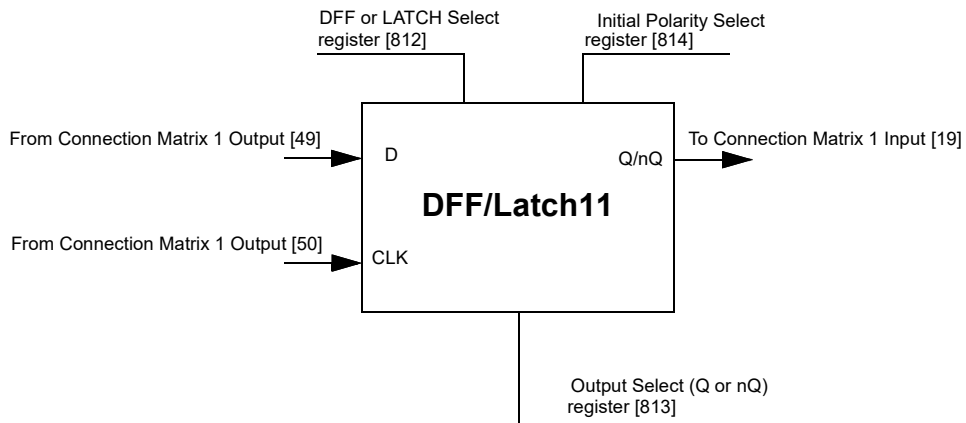 DFF or LATCH Select
register [812]
Initial Polarity Select
register [814]
From Connection Matrix 1 Output [49]
D
Q/nQ
To Connection Matrix 1 Input [19]
DFF/Latch11
From Connection Matrix 1 Output [50]
CLK
Output Select (Q or nQ)
register [813]